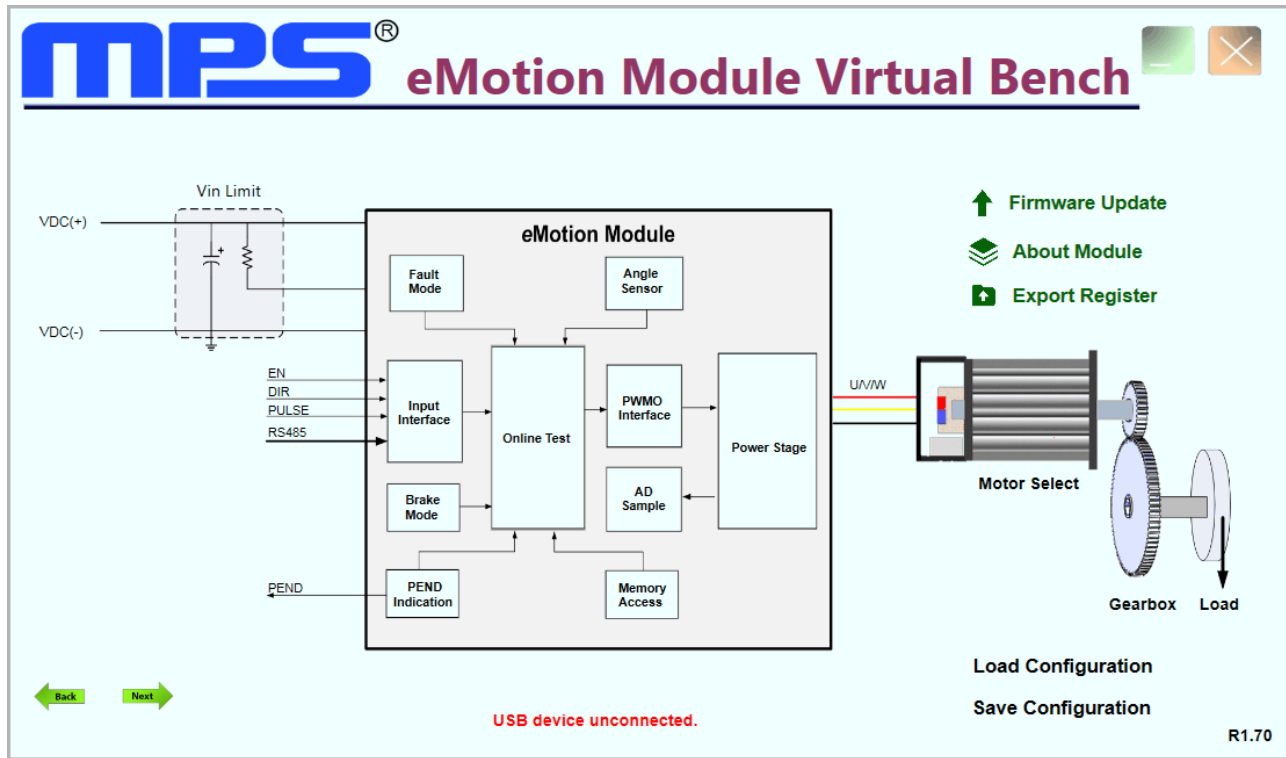 MPS®
eMotion Module Virtual Bench
Vin Limit
VDC(+)
VDC(-)
eMotion Module
Fault
Mode
Angle
Sensor
EN
DIR
PULSE
RS485
Input
Interface
Online Test
PWMO
Interface
Power Stage
Brake
Mode
AD
Sample
PEND
PEND
Indication
Memory
Access
U/V/W
Firmware Update
About Module
Export Register
Motor Select
Gearbox
Load
Load Configuration
Save Configuration
Back
Next
USB device unconnected.
R1.70